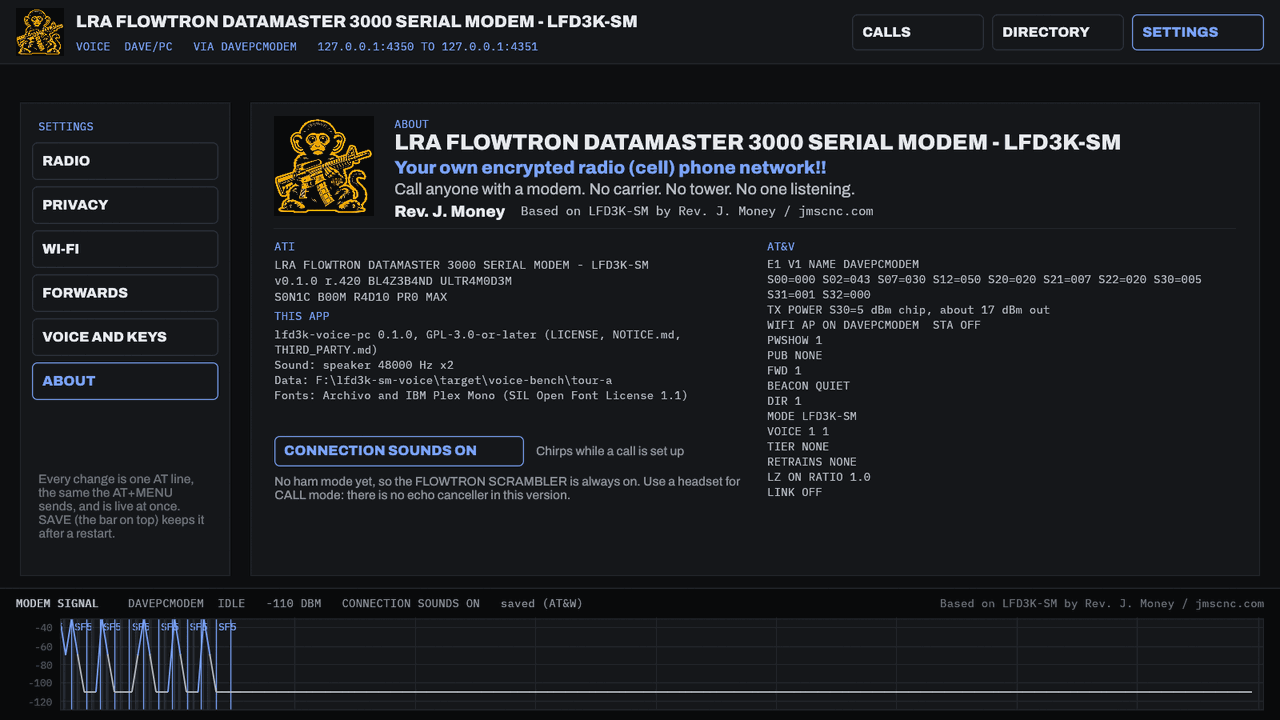 LRA FLOWTRON DATAMASTER 3000 SERIAL MODEM - LFD3K-SM
VOICE DAVE/PC VIA DAVEPCMODEM 127.0.0.1:4350 TO 127.0.0.1:4351
CALLS
DIRECTORY
SETTINGS
SETTINGS
RADIO
PRIVACY
WI-FI
FORWARDS
VOICE AND KEYS
ABOUT
Every change is one AT line,
the same the AT+MENU
sends, and is live at once.
SAVE (the bar on top) keeps it
after a restart.
ABOUT
LRA FLOWTRON DATAMASTER 3000 SERIAL MODEM - LFD3K-SM
Your own encrypted radio (cell) phone network!!
Call anyone with a modem. No carrier. No tower. No one listening.
Rev. J. Money Based on LFD3K-SM by Rev. J. Money / jmscnc.com
ATI
LRA FLOWTRON DATAMASTER 3000 SERIAL MODEM - LFD3K-SM
v0.1.0 r.420 BL4Z3B4ND ULTR4M0D3M
S0N1C B00M R4D10 PR0 MAX
THIS APP
lfd3k-voice-pc 0.1.0, GPL-3.0-or-later (LICENSE, NOTICE.md,
THIRD_PARTY.md)
Sound: speaker 48000 Hz x2
Data: F:\lfd3k-sm-voice\target\voice-bench\tour-a
Fonts: Archivo and IBM Plex Mono (SIL Open Font License 1.1)
CONNECTION SOUNDS ON
Chirps while a call is set up
No ham mode yet, so the FLOWTRON SCRAMBLER is always on. Use a headset for
CALL mode: there is no echo canceller in this version.
AT&V
E1 V1 NAME DAVEPCMODEM
S00=000 S02=043 S07=030 S12=050 S20=020 S21=007 S22=020 S30=005
S31=001 S32=000
TX POWER S30=5 dBm chip, about 17 dBm out
WIFI AP ON DAVEPCMODEM STA OFF
PWSHOW 1
PUB NONE
FWD 1
BEACON QUIET
DIR 1
MODE LFD3K-SM
VOICE 1 1
TIER NONE
RETRAINS NONE
LZ ON RATIO 1.0
LINK OFF
MODEM SIGNAL DAVEPCMODEM IDLE -110 DBM CONNECTION SOUNDS ON saved (AT&W)
Based on LFD3K-SM by Rev. J. Money / jmscnc.com
SF5 SF5 SF5 SF5 SF5 SF5
-40
-60
-80
-100
-120